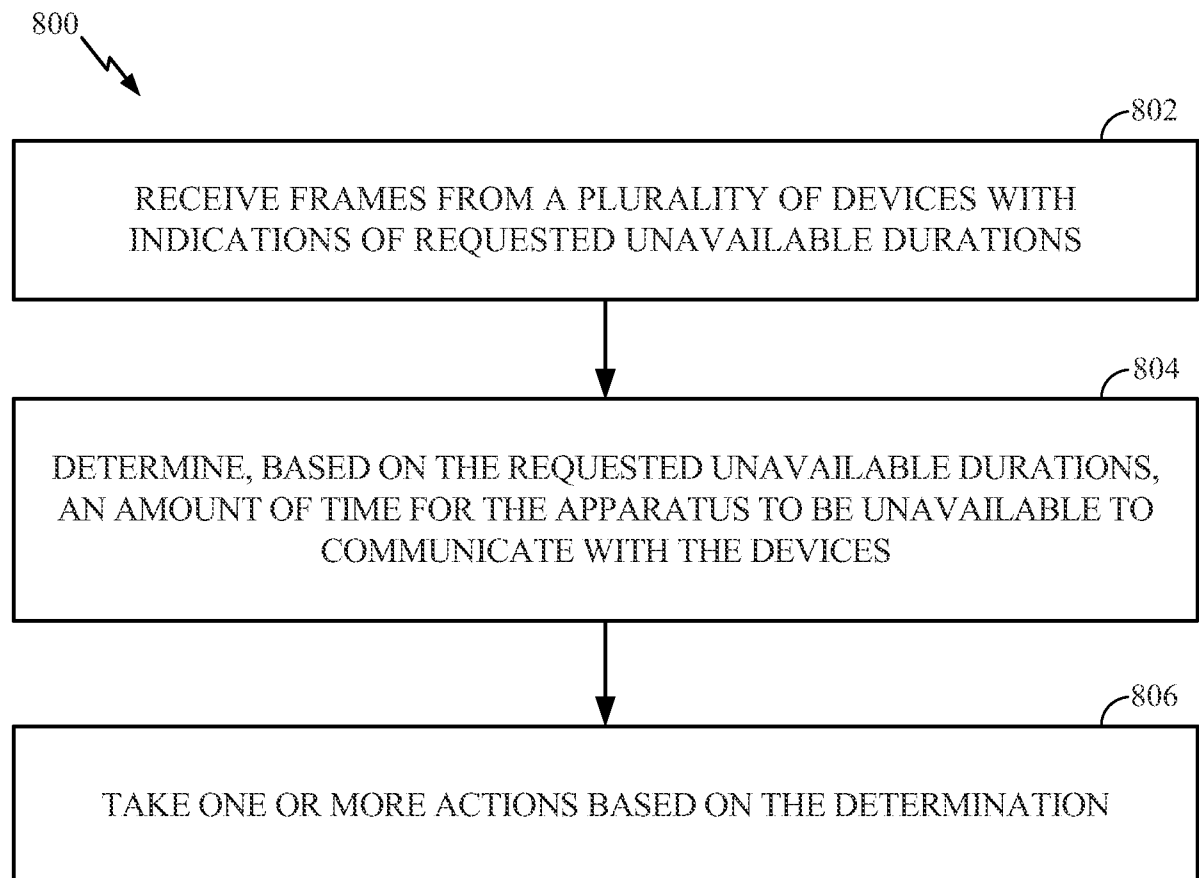 800
802
RECEIVE FRAMES FROM A PLURALITY OF DEVICES WITH
INDICATIONS OF REQUESTED UNAVAILABLE DURATIONS
804
DETERMINE, BASED ON THE REQUESTED UNAVAILABLE DURATIONS,
AN AMOUNT OF TIME FOR THE APPARATUS TO BE UNAVAILABLE TO
COMMUNICATE WITH THE DEVICES
806
TAKE ONE OR MORE ACTIONS BASED ON THE DETERMINATION